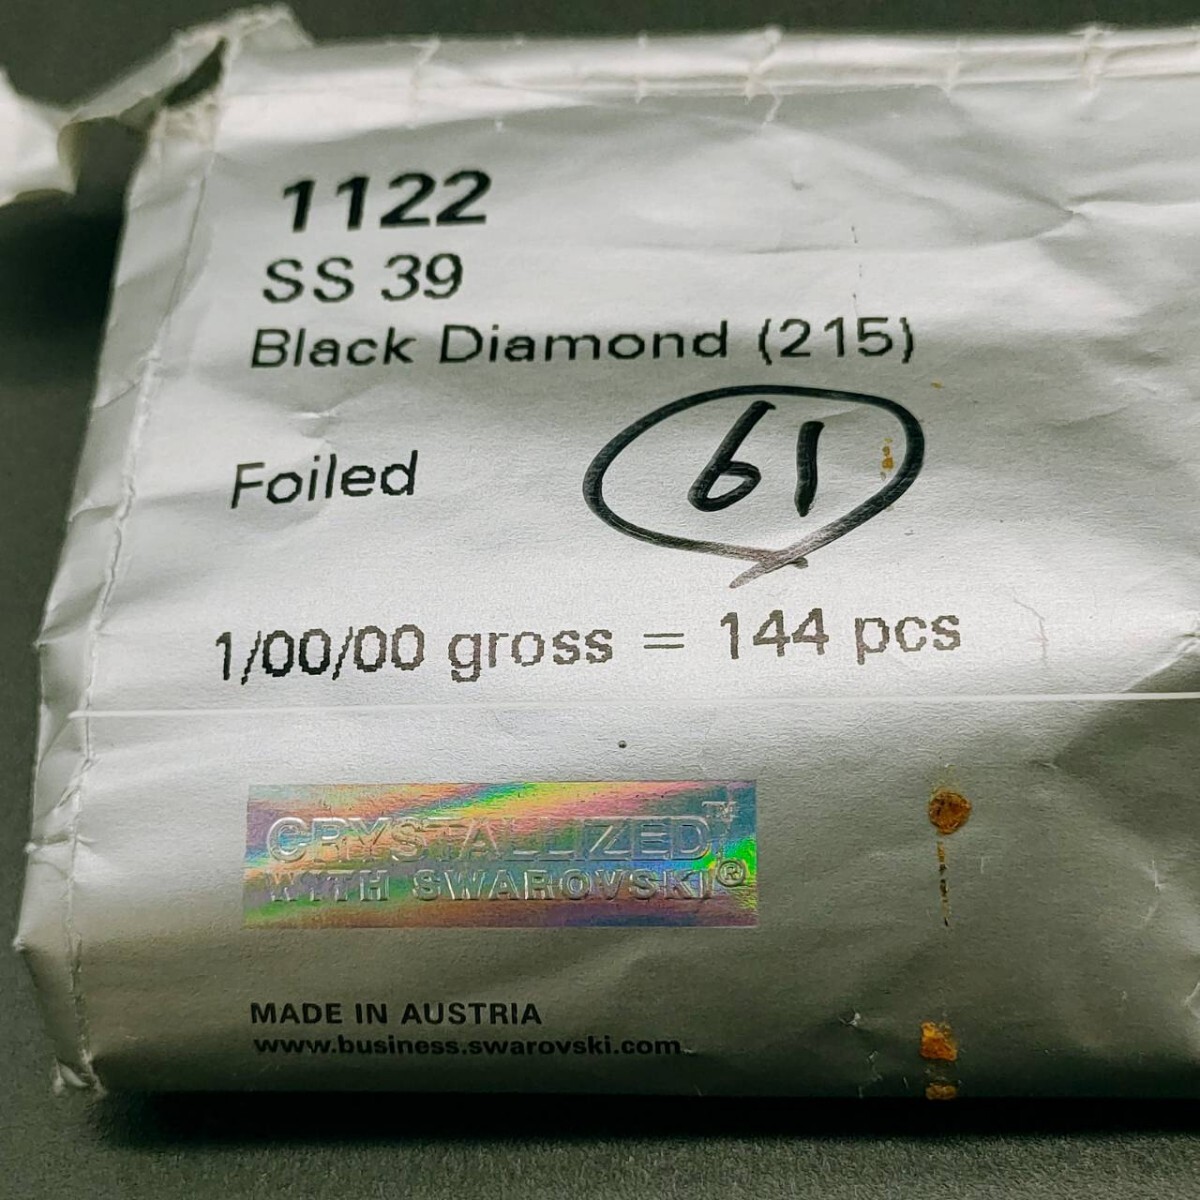 1122
SS 39
Black Diamond (215)
Foiled
61
1/00/00 gross = 144 pcs
CRYSTALLIZED™
WITH SWAROVSKI®
MADE IN AUSTRIA
www.business.swarovski.com